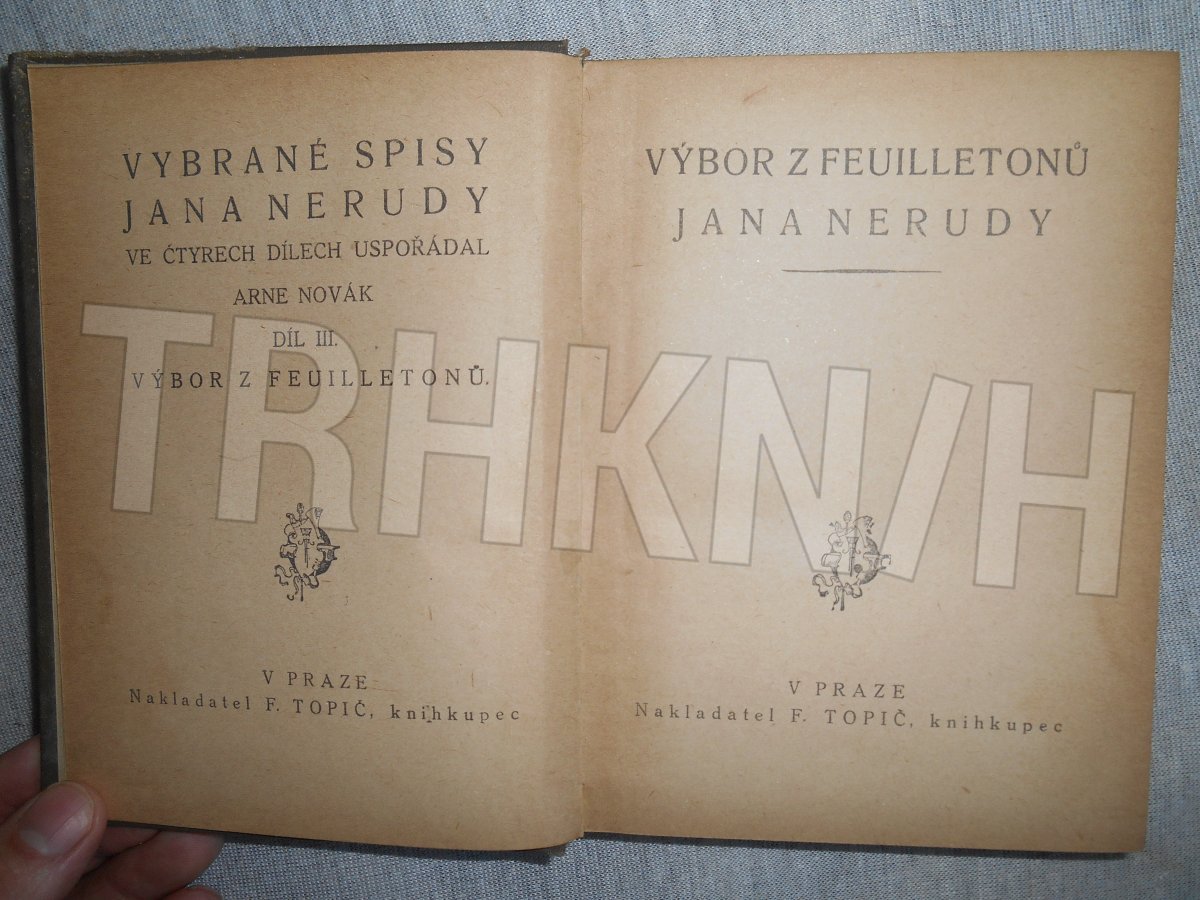 VYBRANÉ SPISY
JANA NERUDY
VE ČTYRECH DÍLECH USPOŘÁDAL
ARNE NOVÁK
DÍL III.
VÝBOR Z FEUILLETONŮ.
V PRAZE
Nakladatel F. TOPIČ, knihkupec
VÝBOR Z FEUILLETONŮ
JANA NERUDY
V PRAZE
Nakladatel F. TOPIČ, knihkupec
TRHKNIH